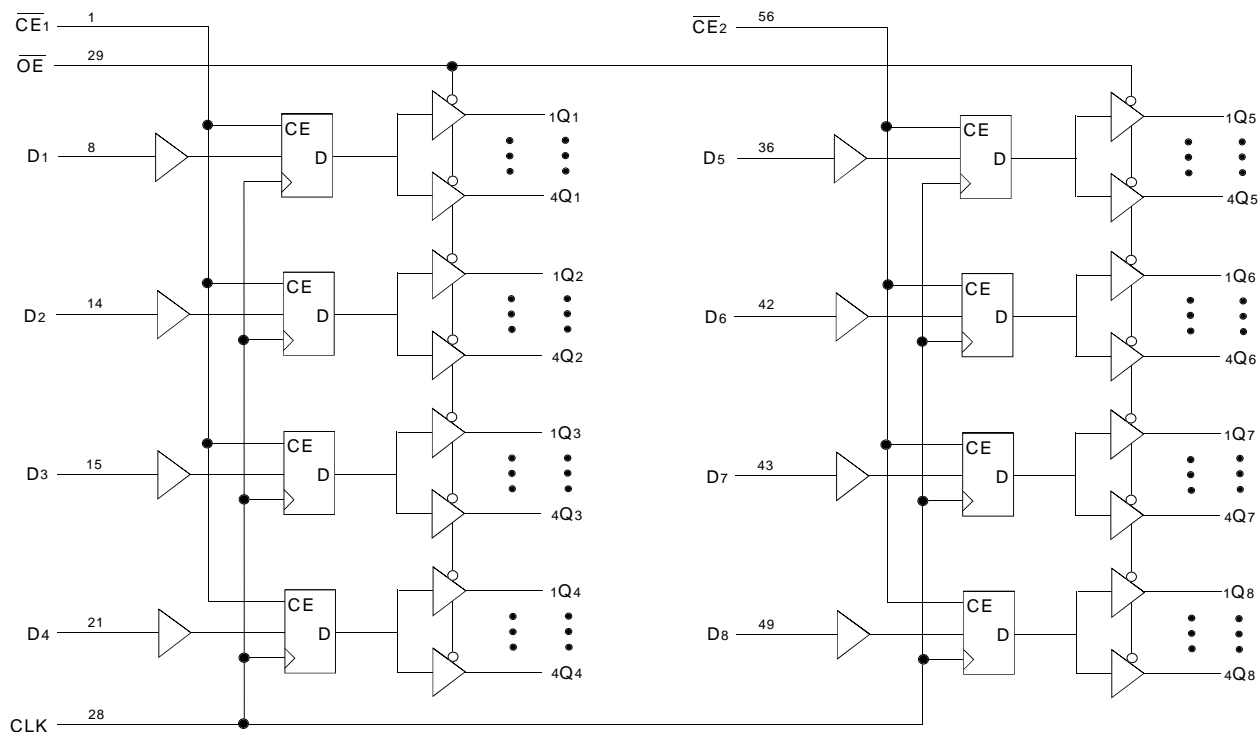 CE1 1
CE2 56
OE 29
CE
D1 8 D
1Q1
4Q1
CE
D2 14 D
1Q2
4Q2
CE
D3 15 D
1Q3
4Q3
CE
D4 21 D
1Q4
4Q4
CLK 28
CE
D5 36 D
1Q5
4Q5
CE
D6 42 D
1Q6
4Q6
CE
D7 43 D
1Q7
4Q7
CE
D8 49 D
1Q8
4Q8